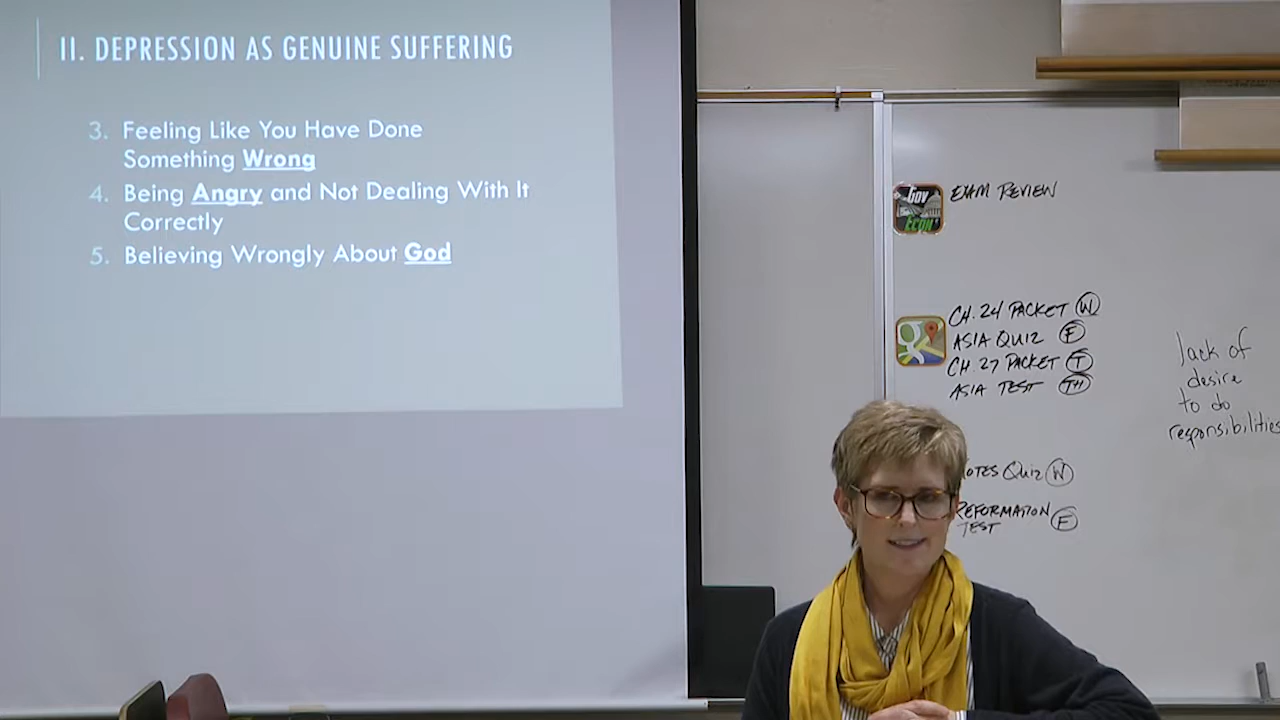 II. DEPRESSION AS GENUINE SUFFERING
3. Feeling Like You Have Done
Something Wrong
4. Being Angry and Not Dealing With It
Correctly
5. Believing Wrongly About God
GOV
ECON
EXAM REVIEW
CH. 24 PACKET W
ASIA QUIZ F
CH. 27 PACKET T
ASIA TEST TH
lack of
desire
to do
responsibilities
QUIZ W
REFORMATION
TEST F